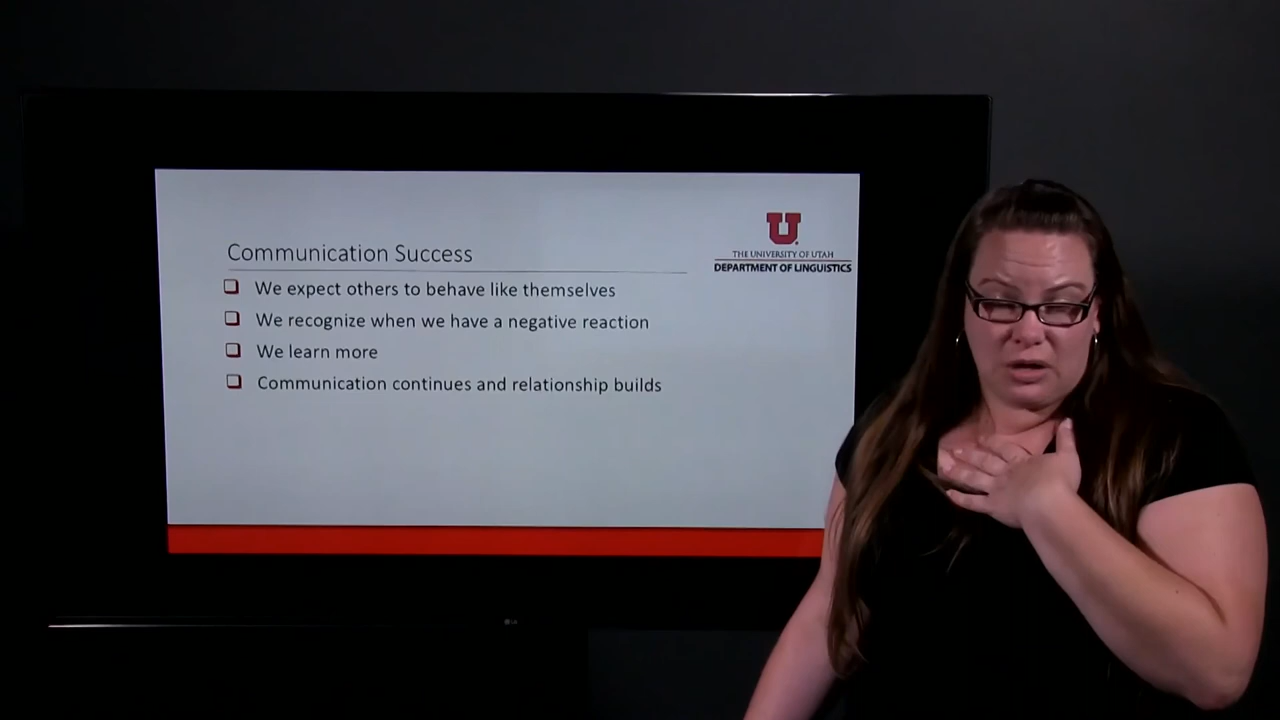 U
THE UNIVERSITY OF UTAH
DEPARTMENT OF LINGUISTICS
Communication Success
We expect others to behave like themselves
We recognize when we have a negative reaction
We learn more
Communication continues and relationship builds
LG